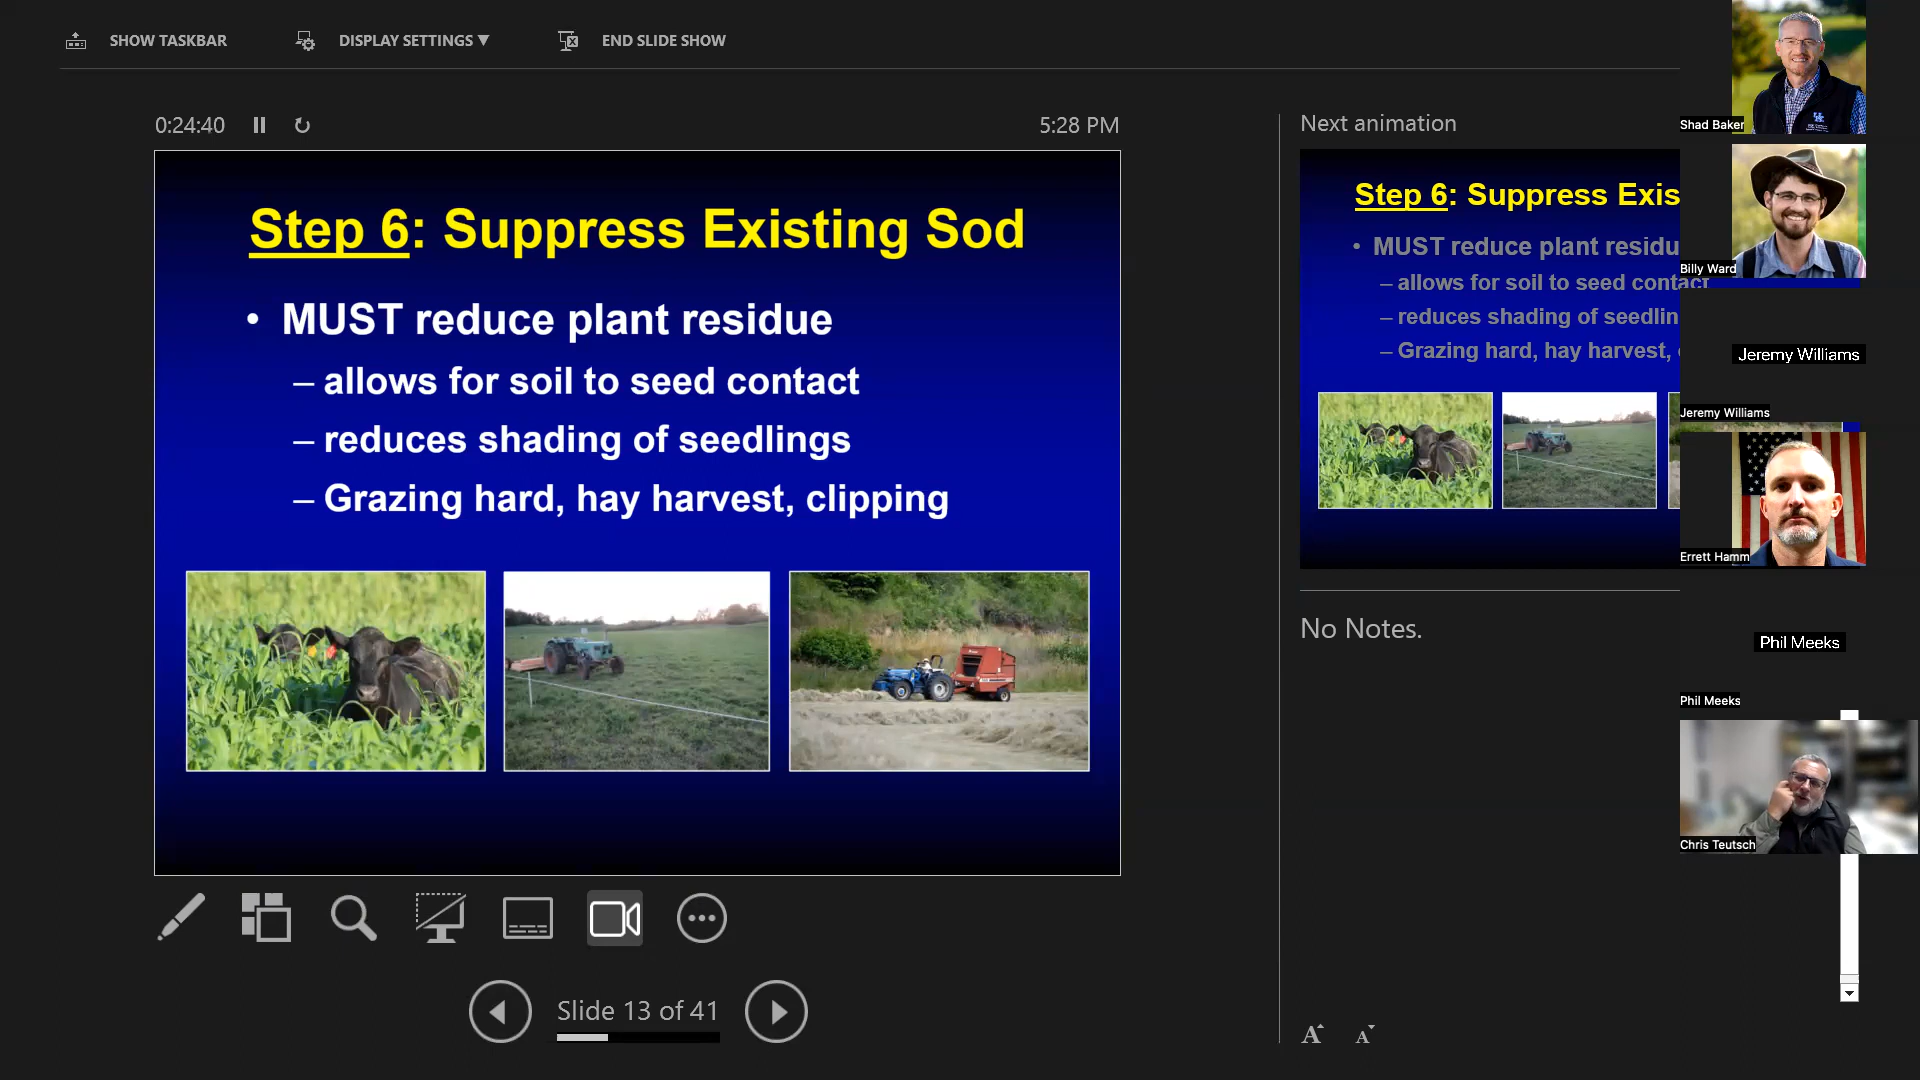 SHOW TASKBAR
DISPLAY SETTINGS ▼
END SLIDE SHOW
0:24:40
5:28 PM
Step 6: Suppress Existing Sod
• MUST reduce plant residue
– allows for soil to seed contact
– reduces shading of seedlings
– Grazing hard, hay harvest, clipping
Slide 13 of 41
Next animation
Step 6: Suppress Exis
• MUST reduce plant residu
– allows for soil to seed contact
– reduces shading of seedlin
– Grazing hard, hay harvest,
No Notes.
A A
Shad Baker
UK
Billy Ward
Jeremy Williams
Jeremy Williams
Errett Hamm
Phil Meeks
Phil Meeks
Chris Teutsch